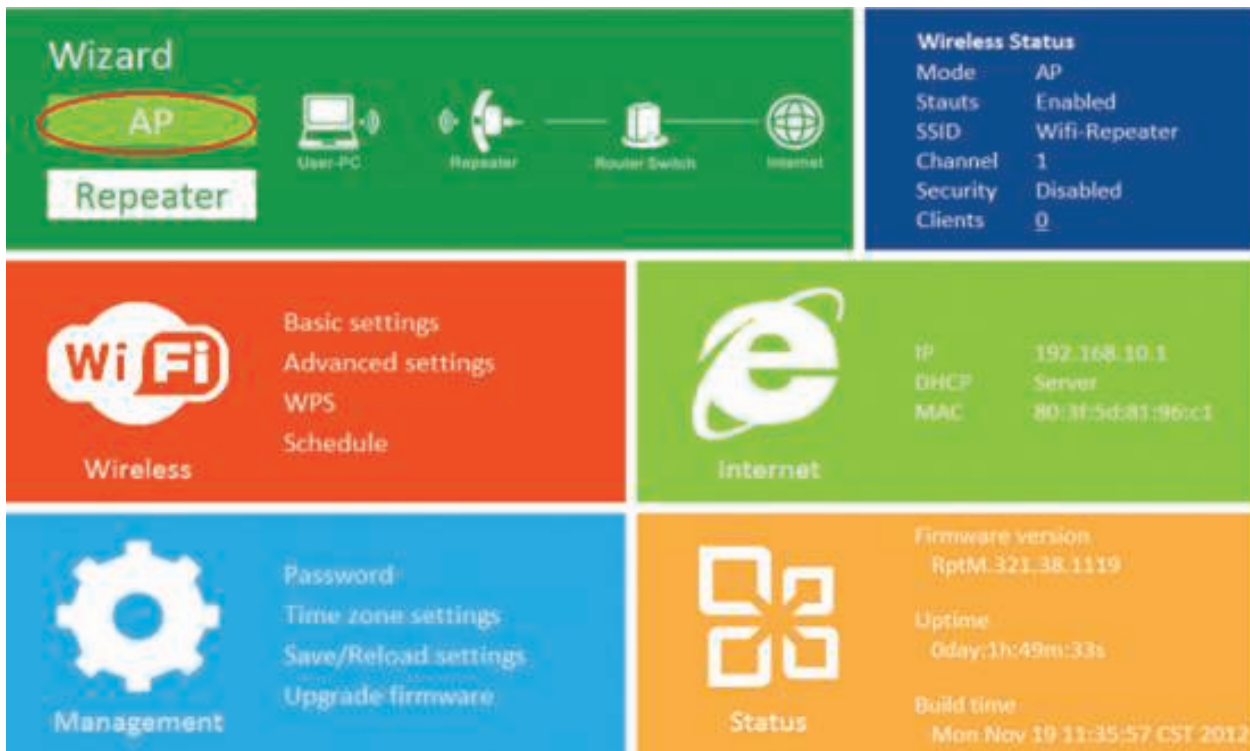 Wizard
AP
Repeater
User-PC
Repeater
Router Switch
Internet
Wireless Status
Mode AP
Stauts Enabled
SSID Wifi-Repeater
Channel 1
Security Disabled
Clients 0
Wi Fi
Wireless
Basic settings
Advanced settings
WPS
Schedule
Internet
IP 192.168.10.1
DHCP Server
MAC 80:3f:5d:81:96:c1
Management
Password
Time zone settings
Save/Reload settings
Upgrade firmware
Status
Firmware version
RptM.321.38.1119
Uptime
0day:1h:49m:33s
Build time
Mon Nov 19 11:35:57 CST 2012